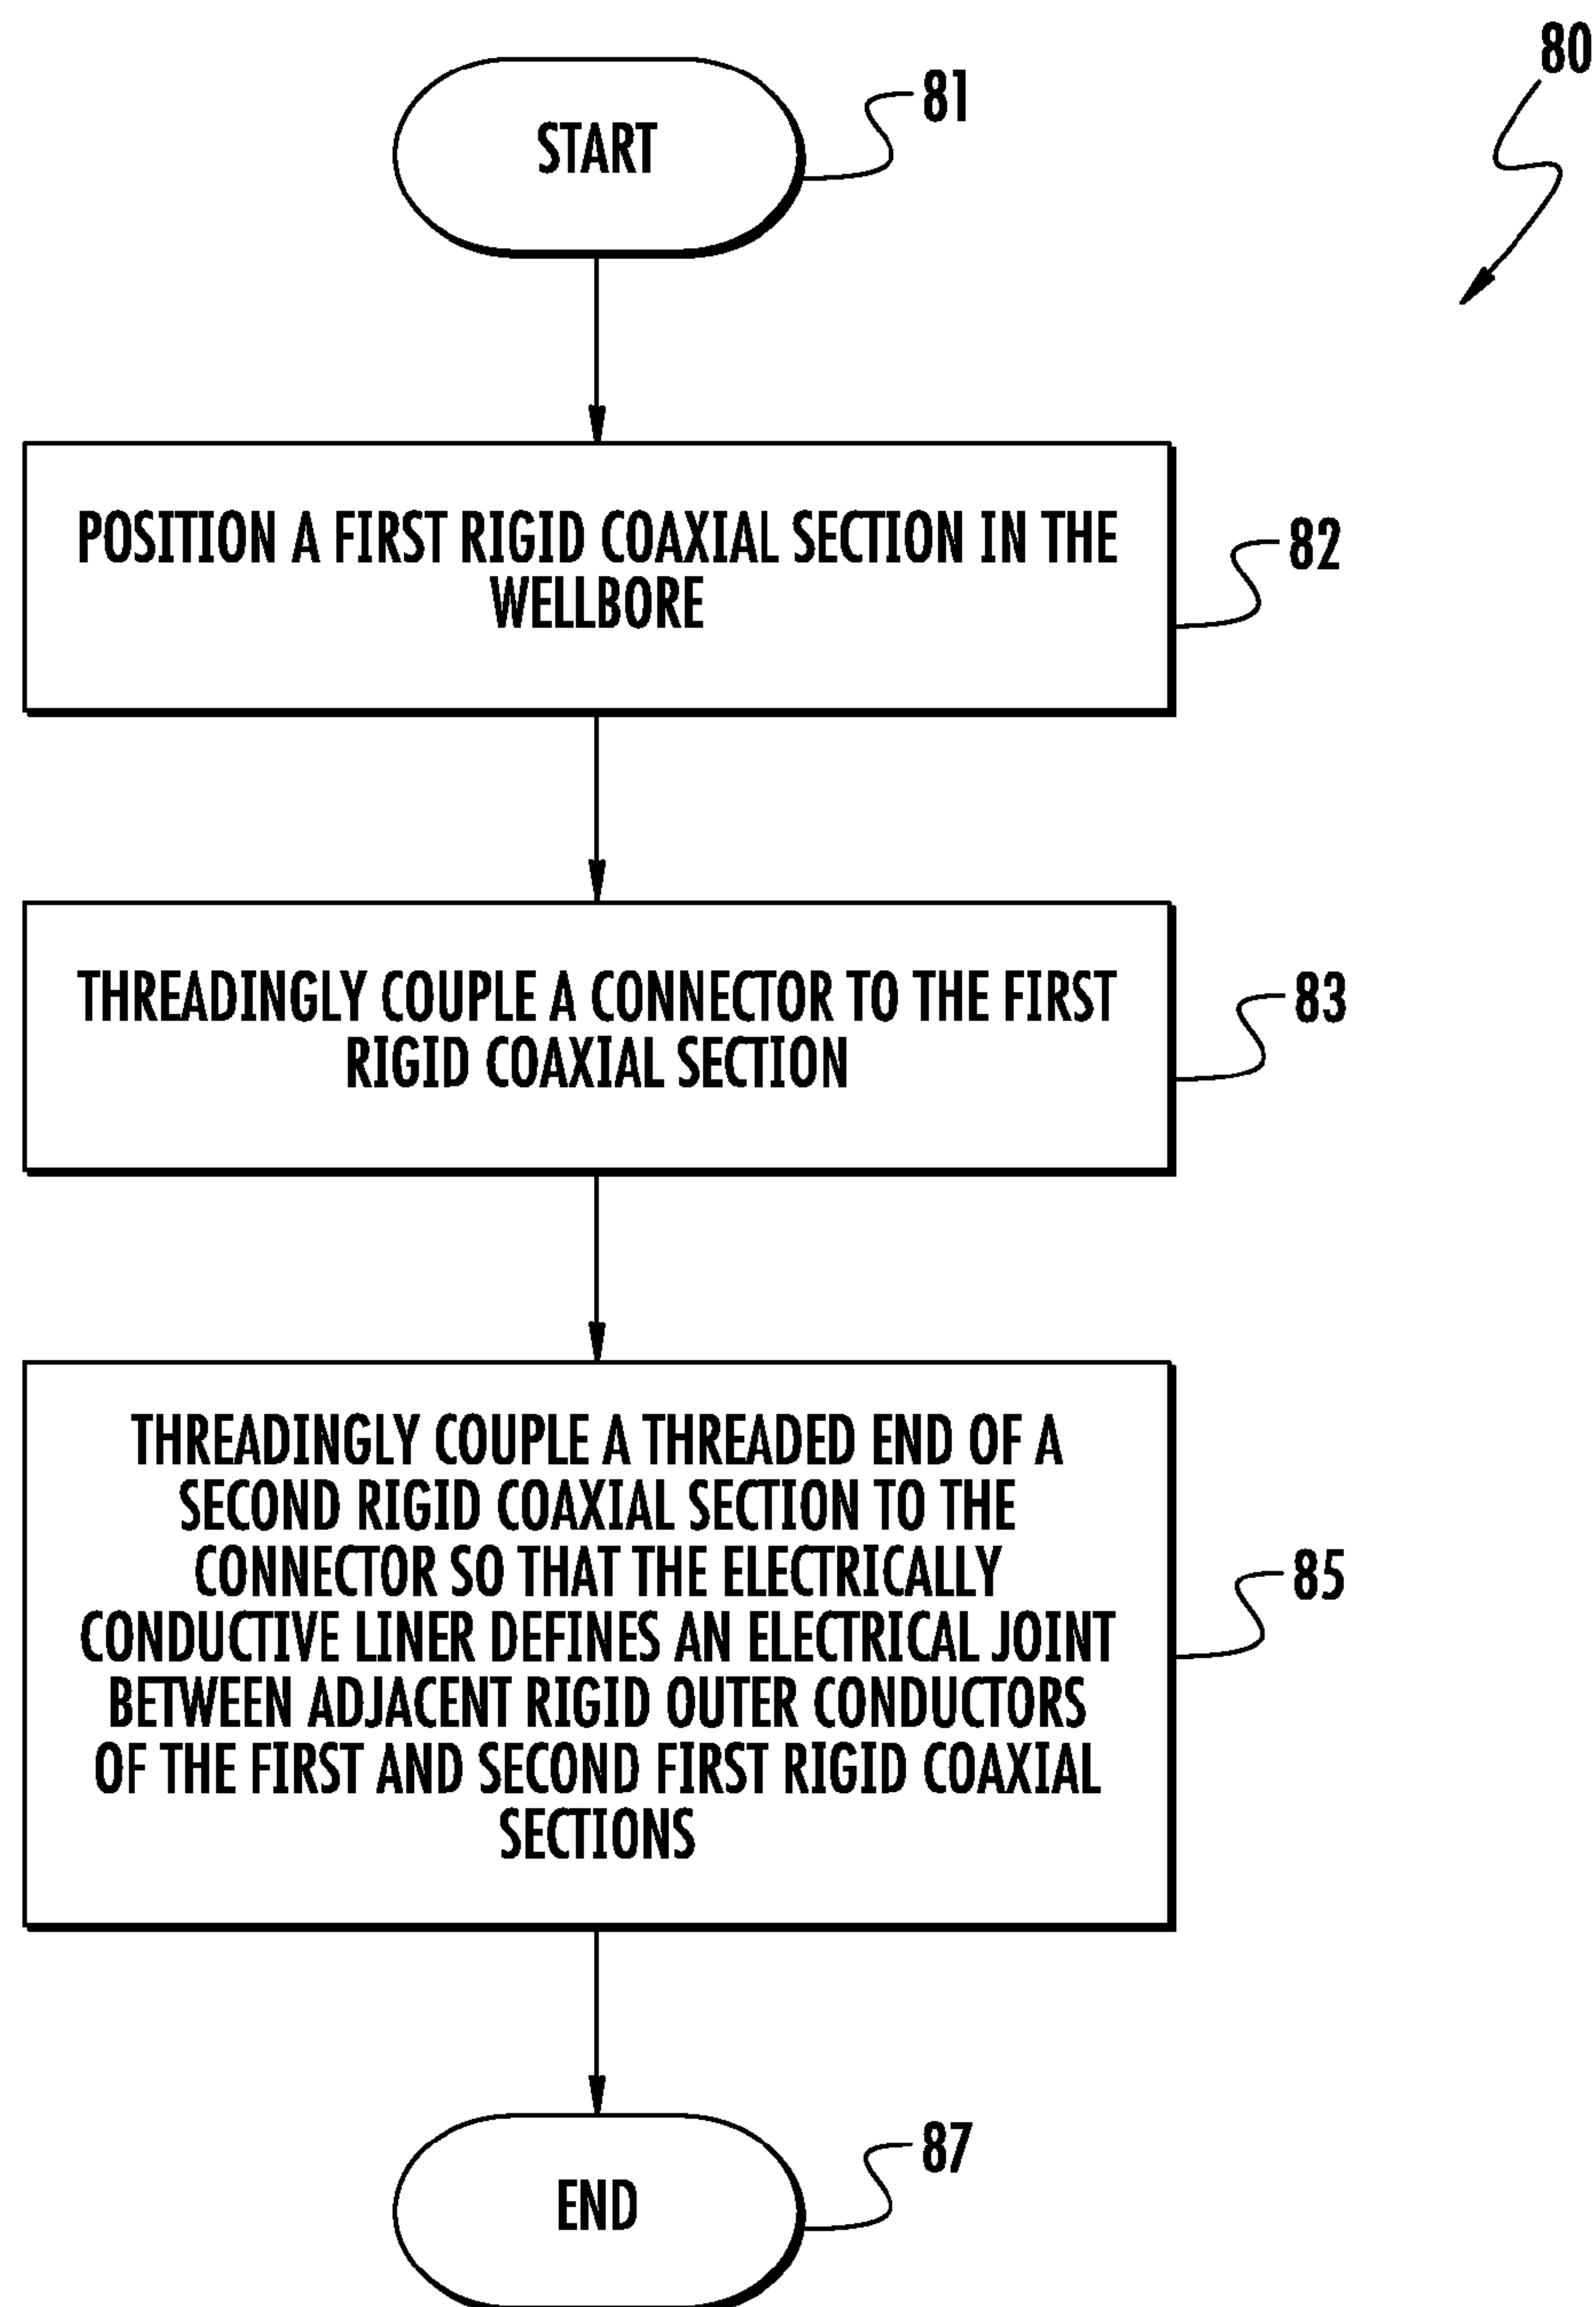 80
START
81
POSITION A FIRST RIGID COAXIAL SECTION IN THE
WELLBORE
82
THREADINGLY COUPLE A CONNECTOR TO THE FIRST
RIGID COAXIAL SECTION
83
THREADINGLY COUPLE A THREADED END OF A
SECOND RIGID COAXIAL SECTION TO THE
CONNECTOR SO THAT THE ELECTRICALLY
CONDUCTIVE LINER DEFINES AN ELECTRICAL JOINT
BETWEEN ADJACENT RIGID OUTER CONDUCTORS
OF THE FIRST AND SECOND FIRST RIGID COAXIAL
SECTIONS
85
END
87